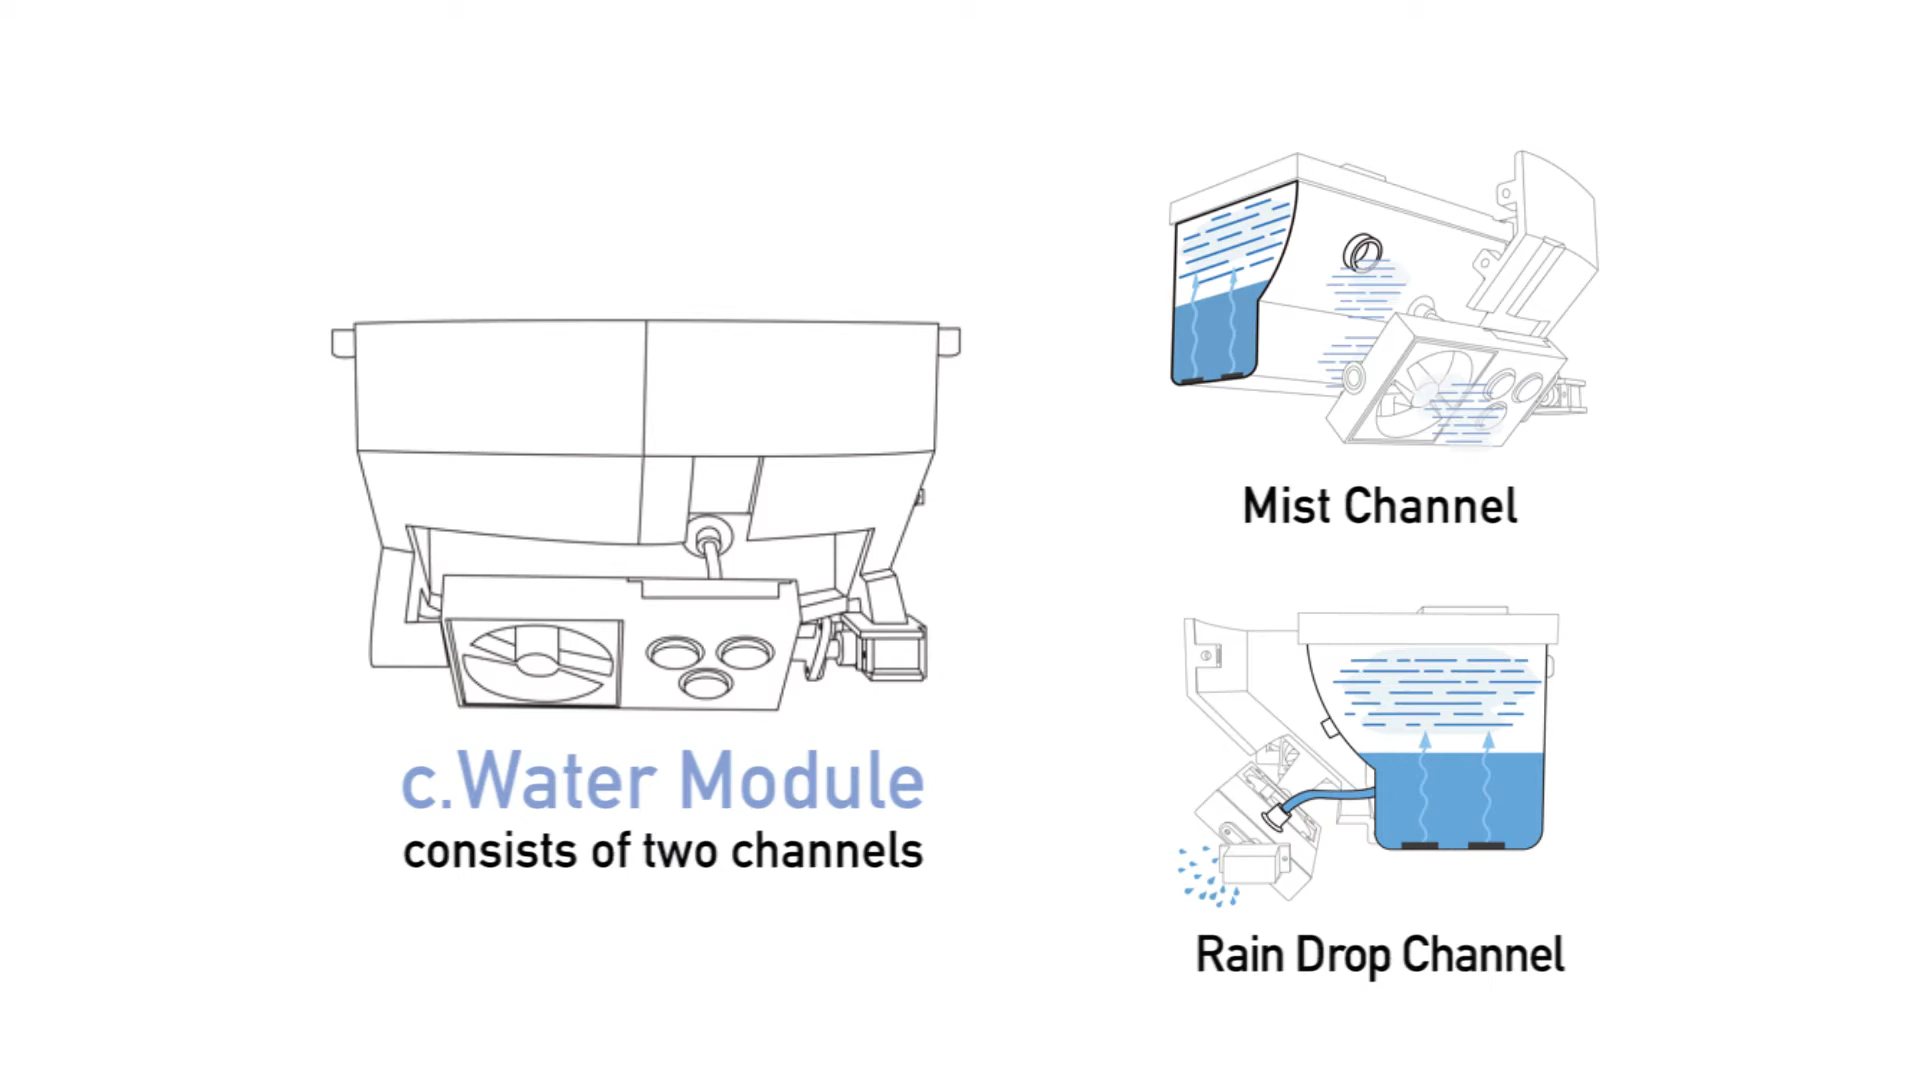 c.Water Module
consists of two channels
Mist Channel
Rain Drop Channel